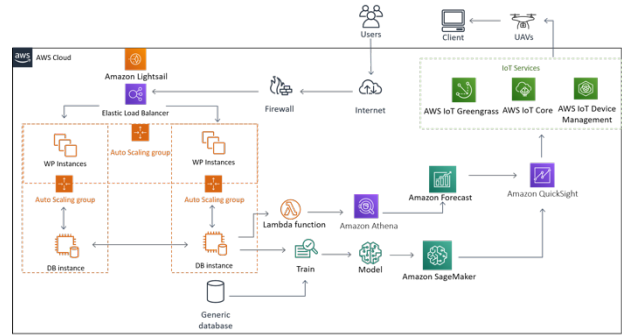 Users
Client
UAVs
aws
AWS Cloud
Amazon Lightsail
IoT Services
Elastic Load Balancer
Firewall
Internet
AWS IoT Greengrass
AWS IoT Core
AWS IoT Device
Management
WP Instances
Auto Scaling group
WP Instances
Auto Scaling group
Auto Scaling group
Amazon Forecast
Amazon QuickSight
Lambda function
Amazon Athena
DB instance
DB instance
Train
Model
Amazon SageMaker
Generic
database